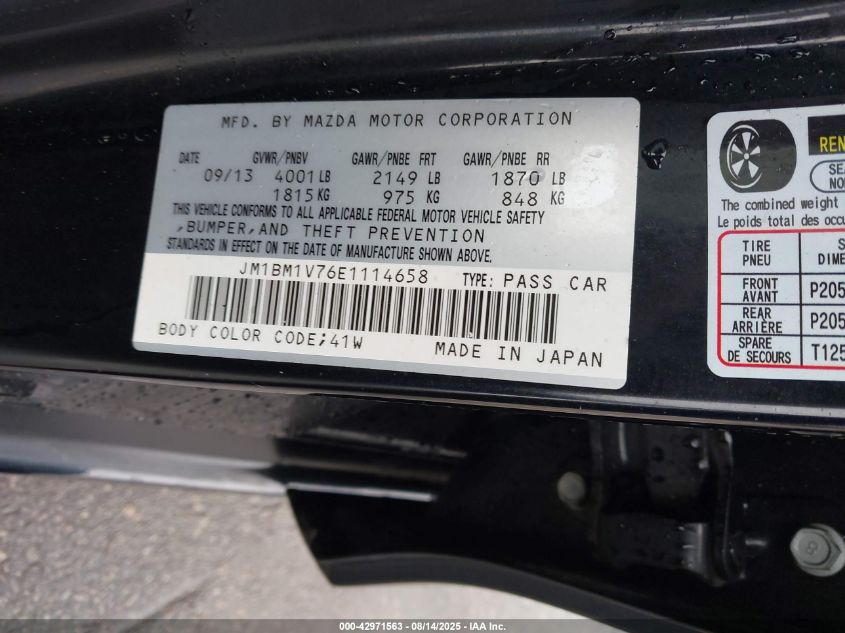 MFD. BY MAZDA MOTOR CORPORATION
DATE GVWR/PNBV GAWR/PNBE FRT GAWR/PNBE RR
09/13 4001 LB 2149 LB 1870 LB
1815 KG 975 KG 848 KG
THIS VEHICLE CONFORMS TO ALL APPLICABLE FEDERAL MOTOR VEHICLE SAFETY
,BUMPER,AND THEFT PREVENTION
STANDARDS IN EFFECT ON THE DATE OF MANUFACTURE SHOWN ABOVE.
JM1BM1V76E1114658 TYPE: PASS CAR
BODY COLOR CODE;41W MADE IN JAPAN
The combined weight
Le poids total des
TIRE
PNEU
FRONT
AVANT P205
REAR
ARRIÈRE P205
SPARE
DE SECOURS T125
8
000-42971563 - 08/14/2025 - IAA, Inc.